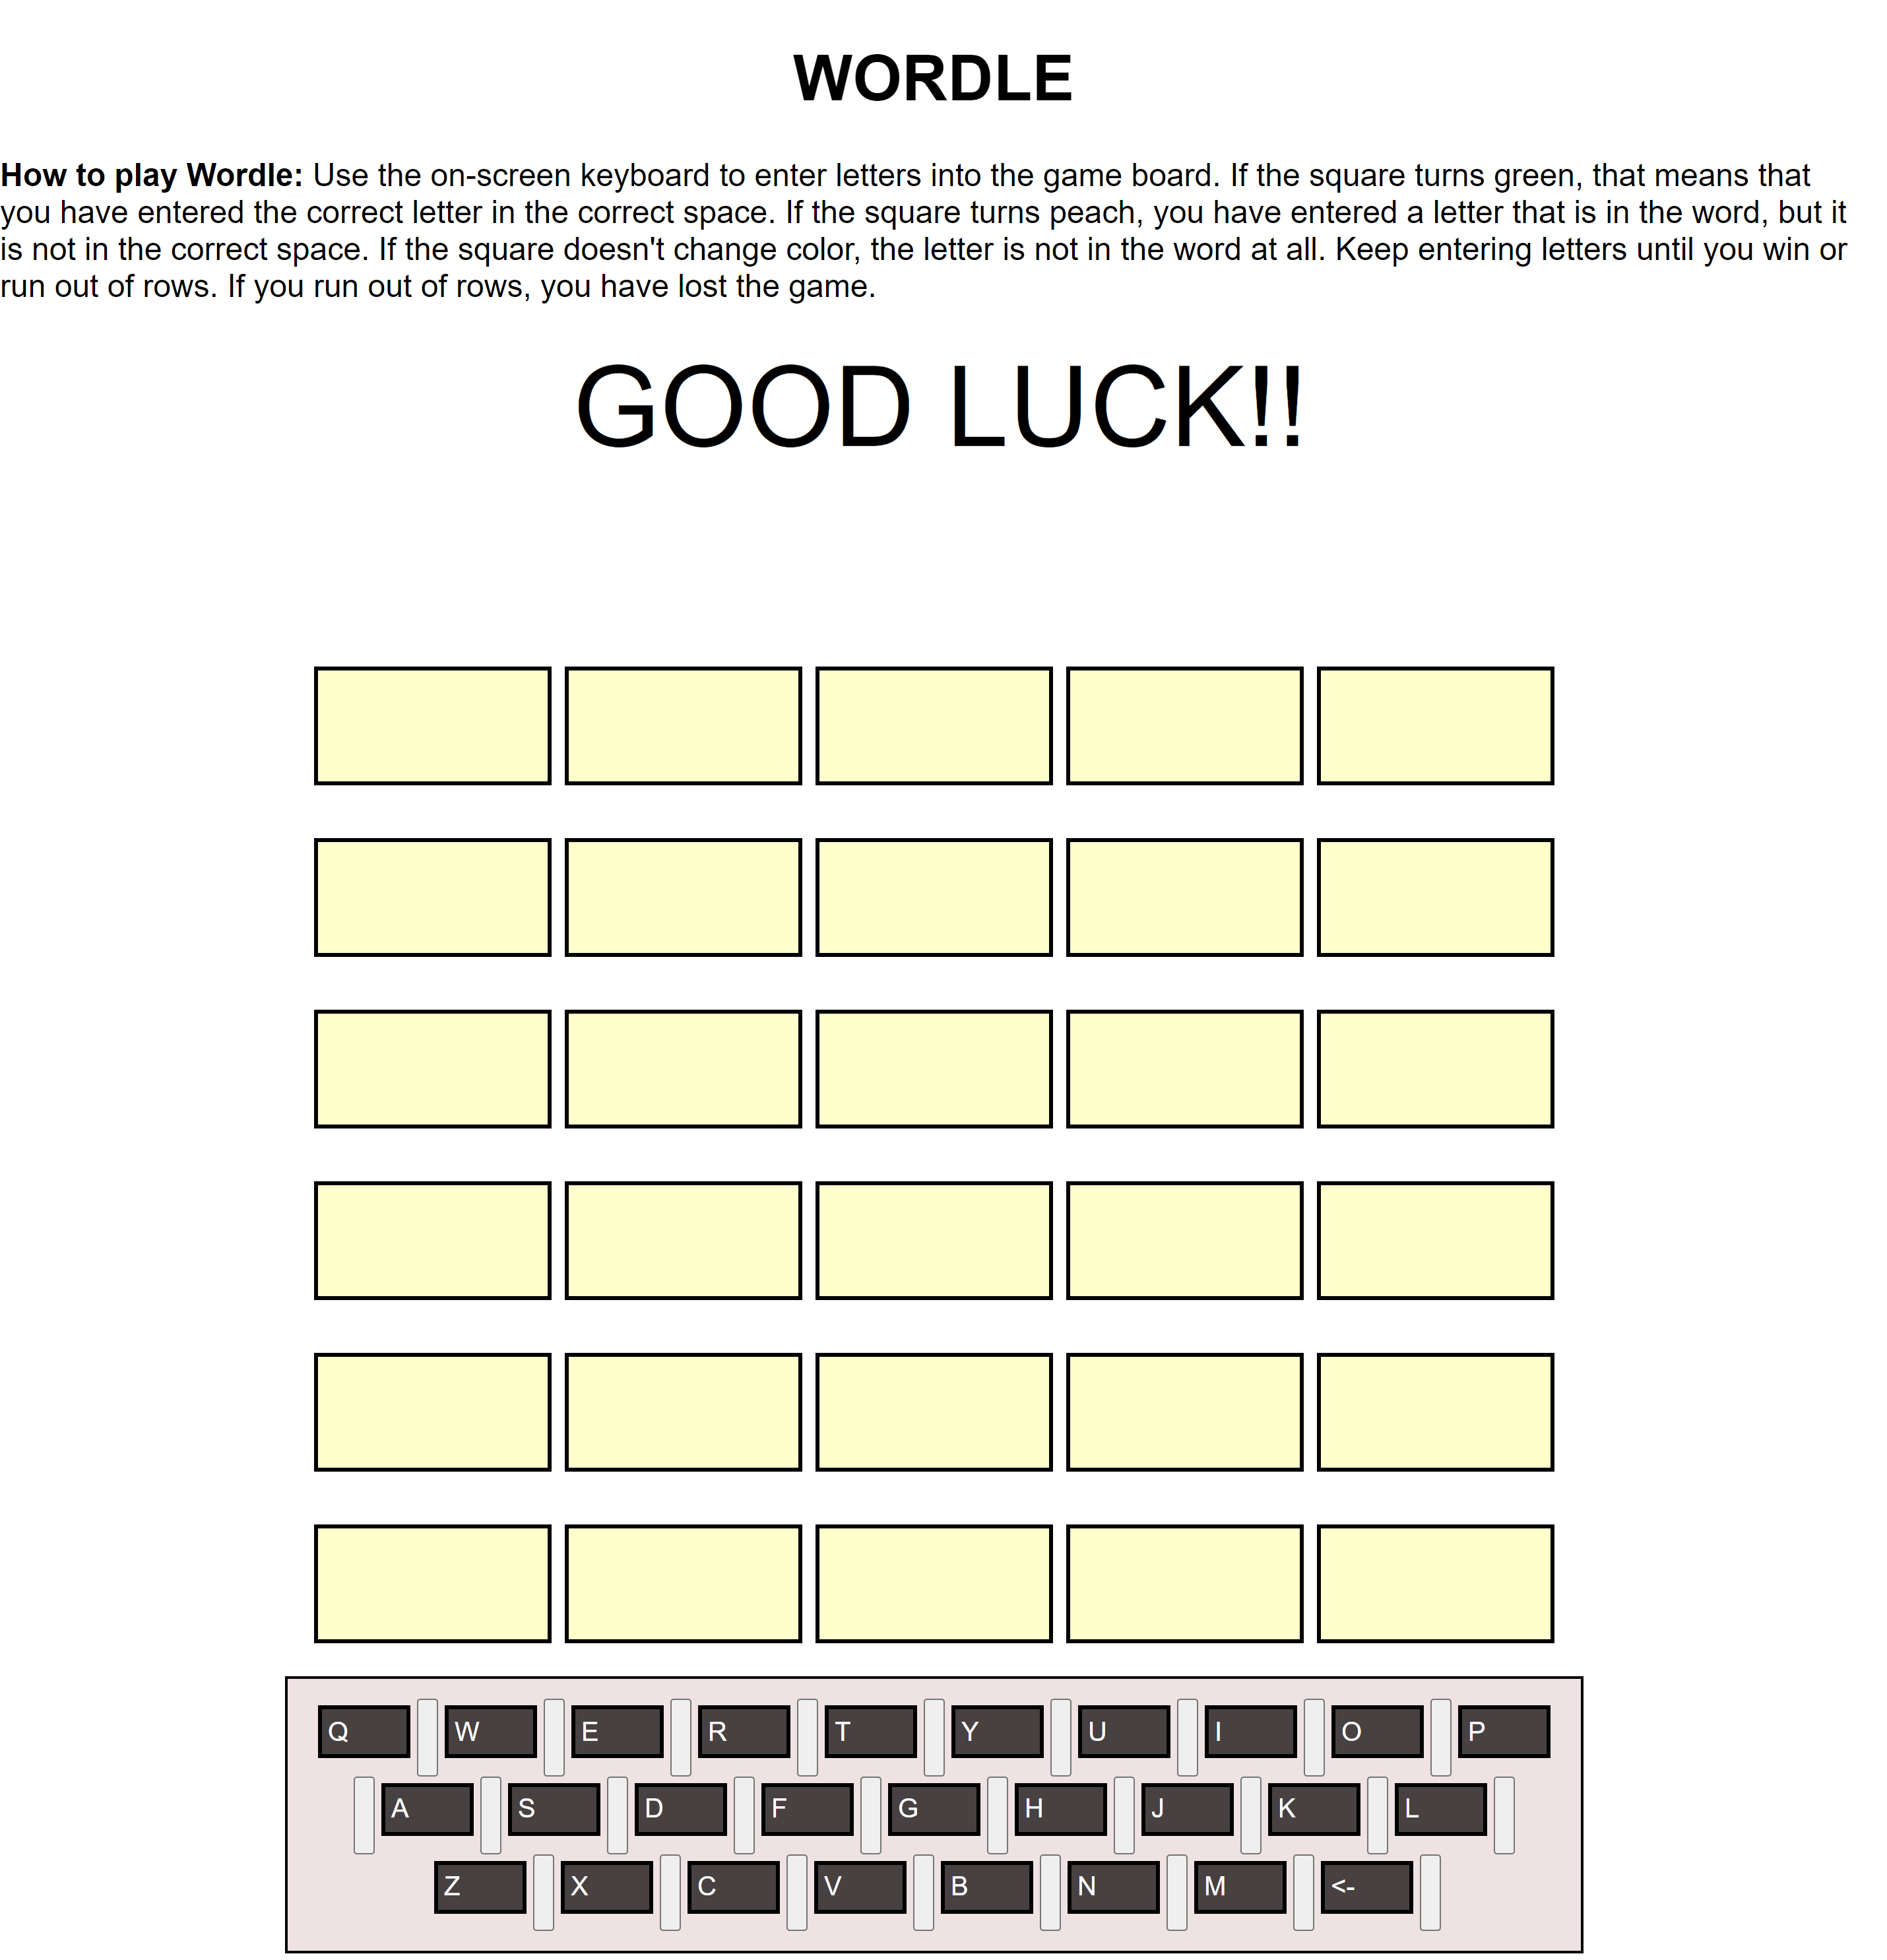 WORDLE
How to play Wordle: Use the on-screen keyboard to enter letters into the game board. If the square turns green, that means that
you have entered the correct letter in the correct space. If the square turns peach, you have entered a letter that is in the word, but it
is not in the correct space. If the square doesn't change color, the letter is not in the word at all. Keep entering letters until you win or
run out of rows. If you run out of rows, you have lost the game.
GOOD LUCK!!
Q W E R T Y U I O P
A S D F G H J K L
Z X C V B N M <-